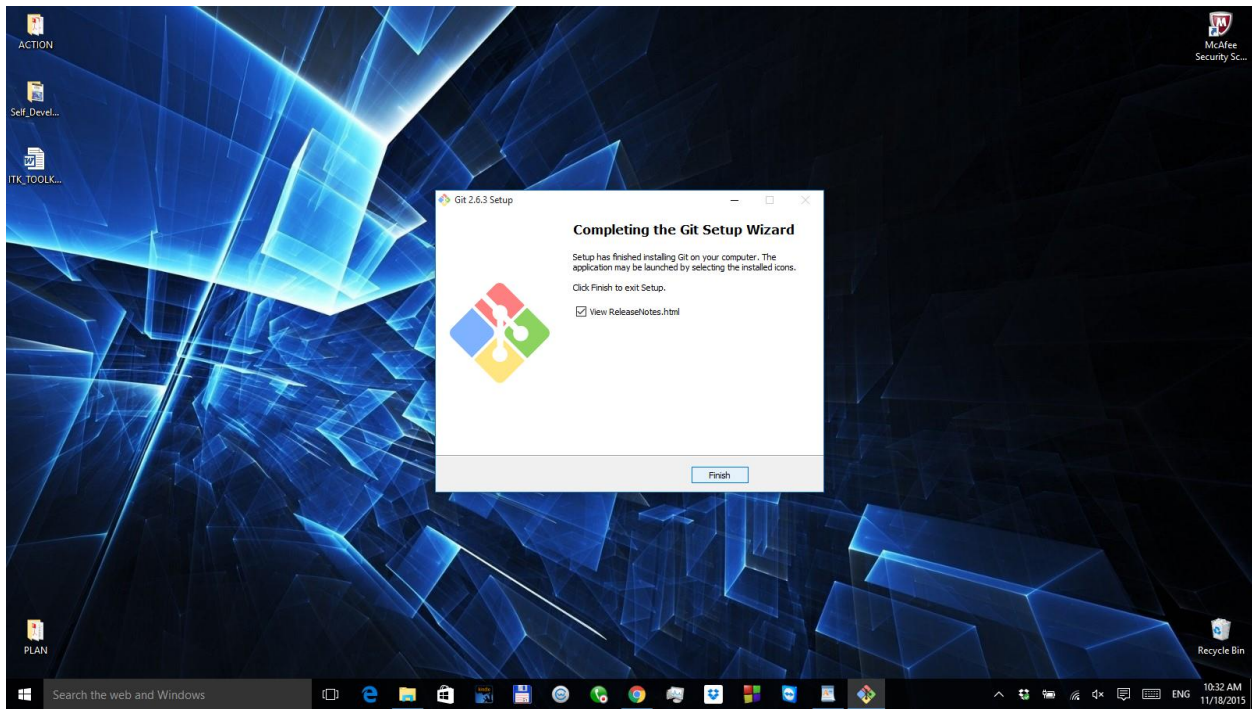 ACTION
McAfee
Security Sc...
Self_Devel...
ITK_TOOLK...
Git 2.6.3 Setup
Completing the Git Setup Wizard
Setup has finished installing Git on your computer. The
application may be launched by selecting the installed icons.
Click Finish to exit Setup.
View ReleaseNotes.html
Finish
PLAN
Recycle Bin
Search the web and Windows
ENG
10:32 AM
11/18/2015